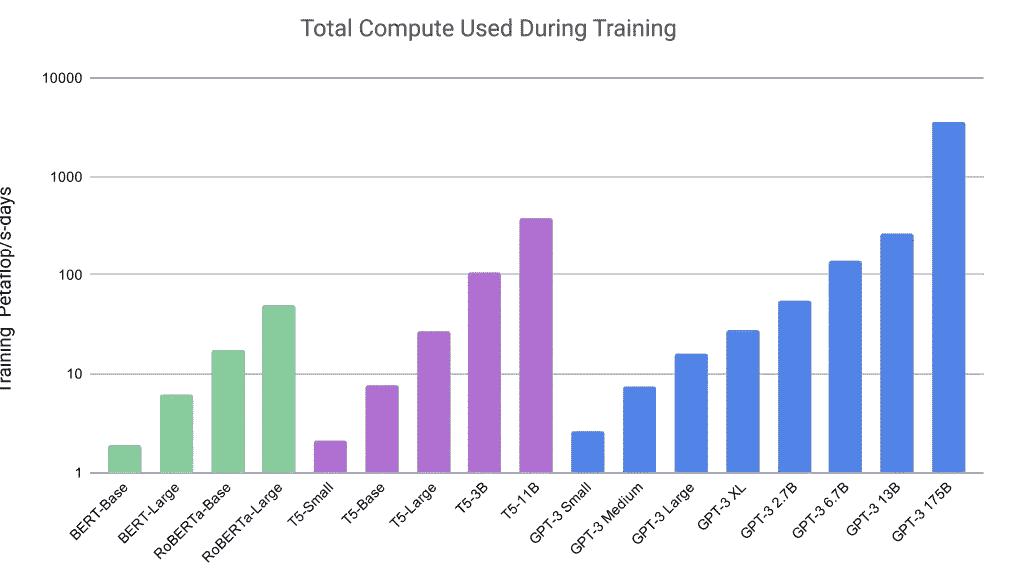 Total Compute Used During Training
Training Petaflop/s-days
10000
1000
100
10
1
BERT-Base
BERT-Large
RoBERTa-Base
RoBERTa-Large
T5-Small
T5-Base
T5-Large
T5-3B
T5-11B
GPT-3 Small
GPT-3 Medium
GPT-3 Large
GPT-3 XL
GPT-3 2.7B
GPT-3 6.7B
GPT-3 13B
GPT-3 175B